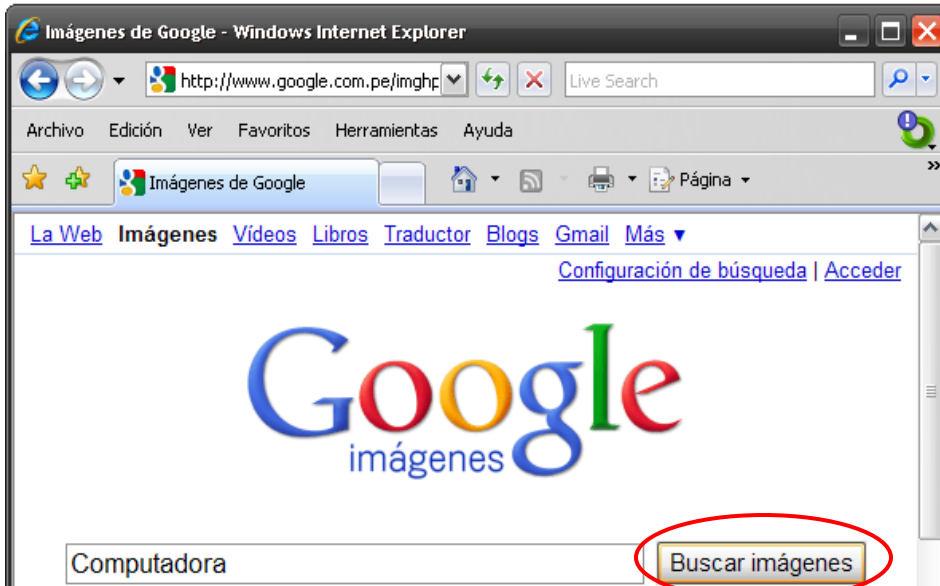 Imágenes de Google - Windows Internet Explorer
http://www.google.com.pe/imghp Live Search
Archivo Edición Ver Favoritos Herramientas Ayuda
Imágenes de Google Página
La Web Imágenes Vídeos Libros Traductor Blogs Gmail Más ▼
Configuración de búsqueda | Acceder
Google
imágenes
Computadora Buscar imágenes